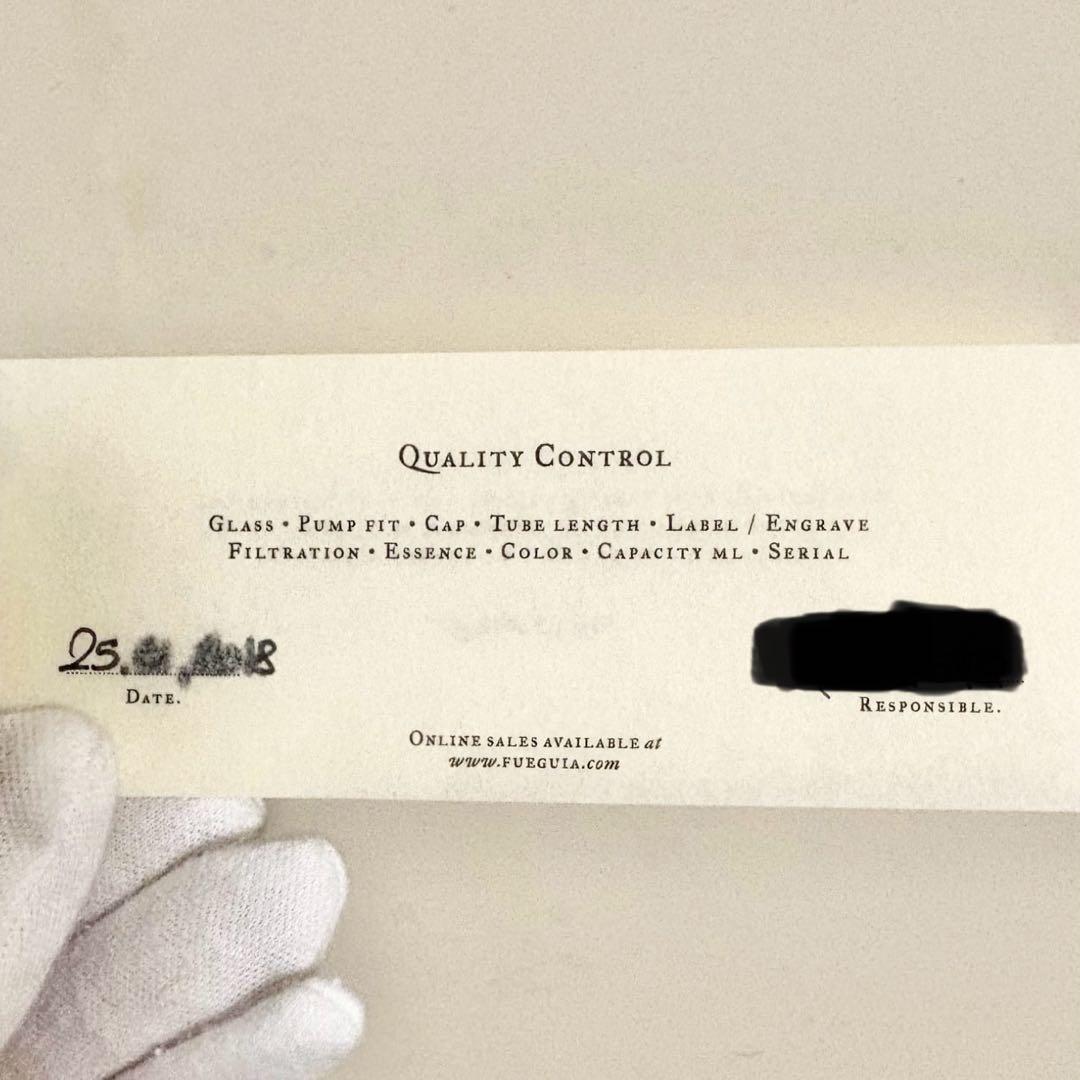 Quality Control
Glass • Pump fit • Cap • Tube length • Label / Engrave
Filtration • Essence • Color • Capacity ml • Serial
25. 18
Date.
Responsible.
Online sales available at
www.fueguia.com